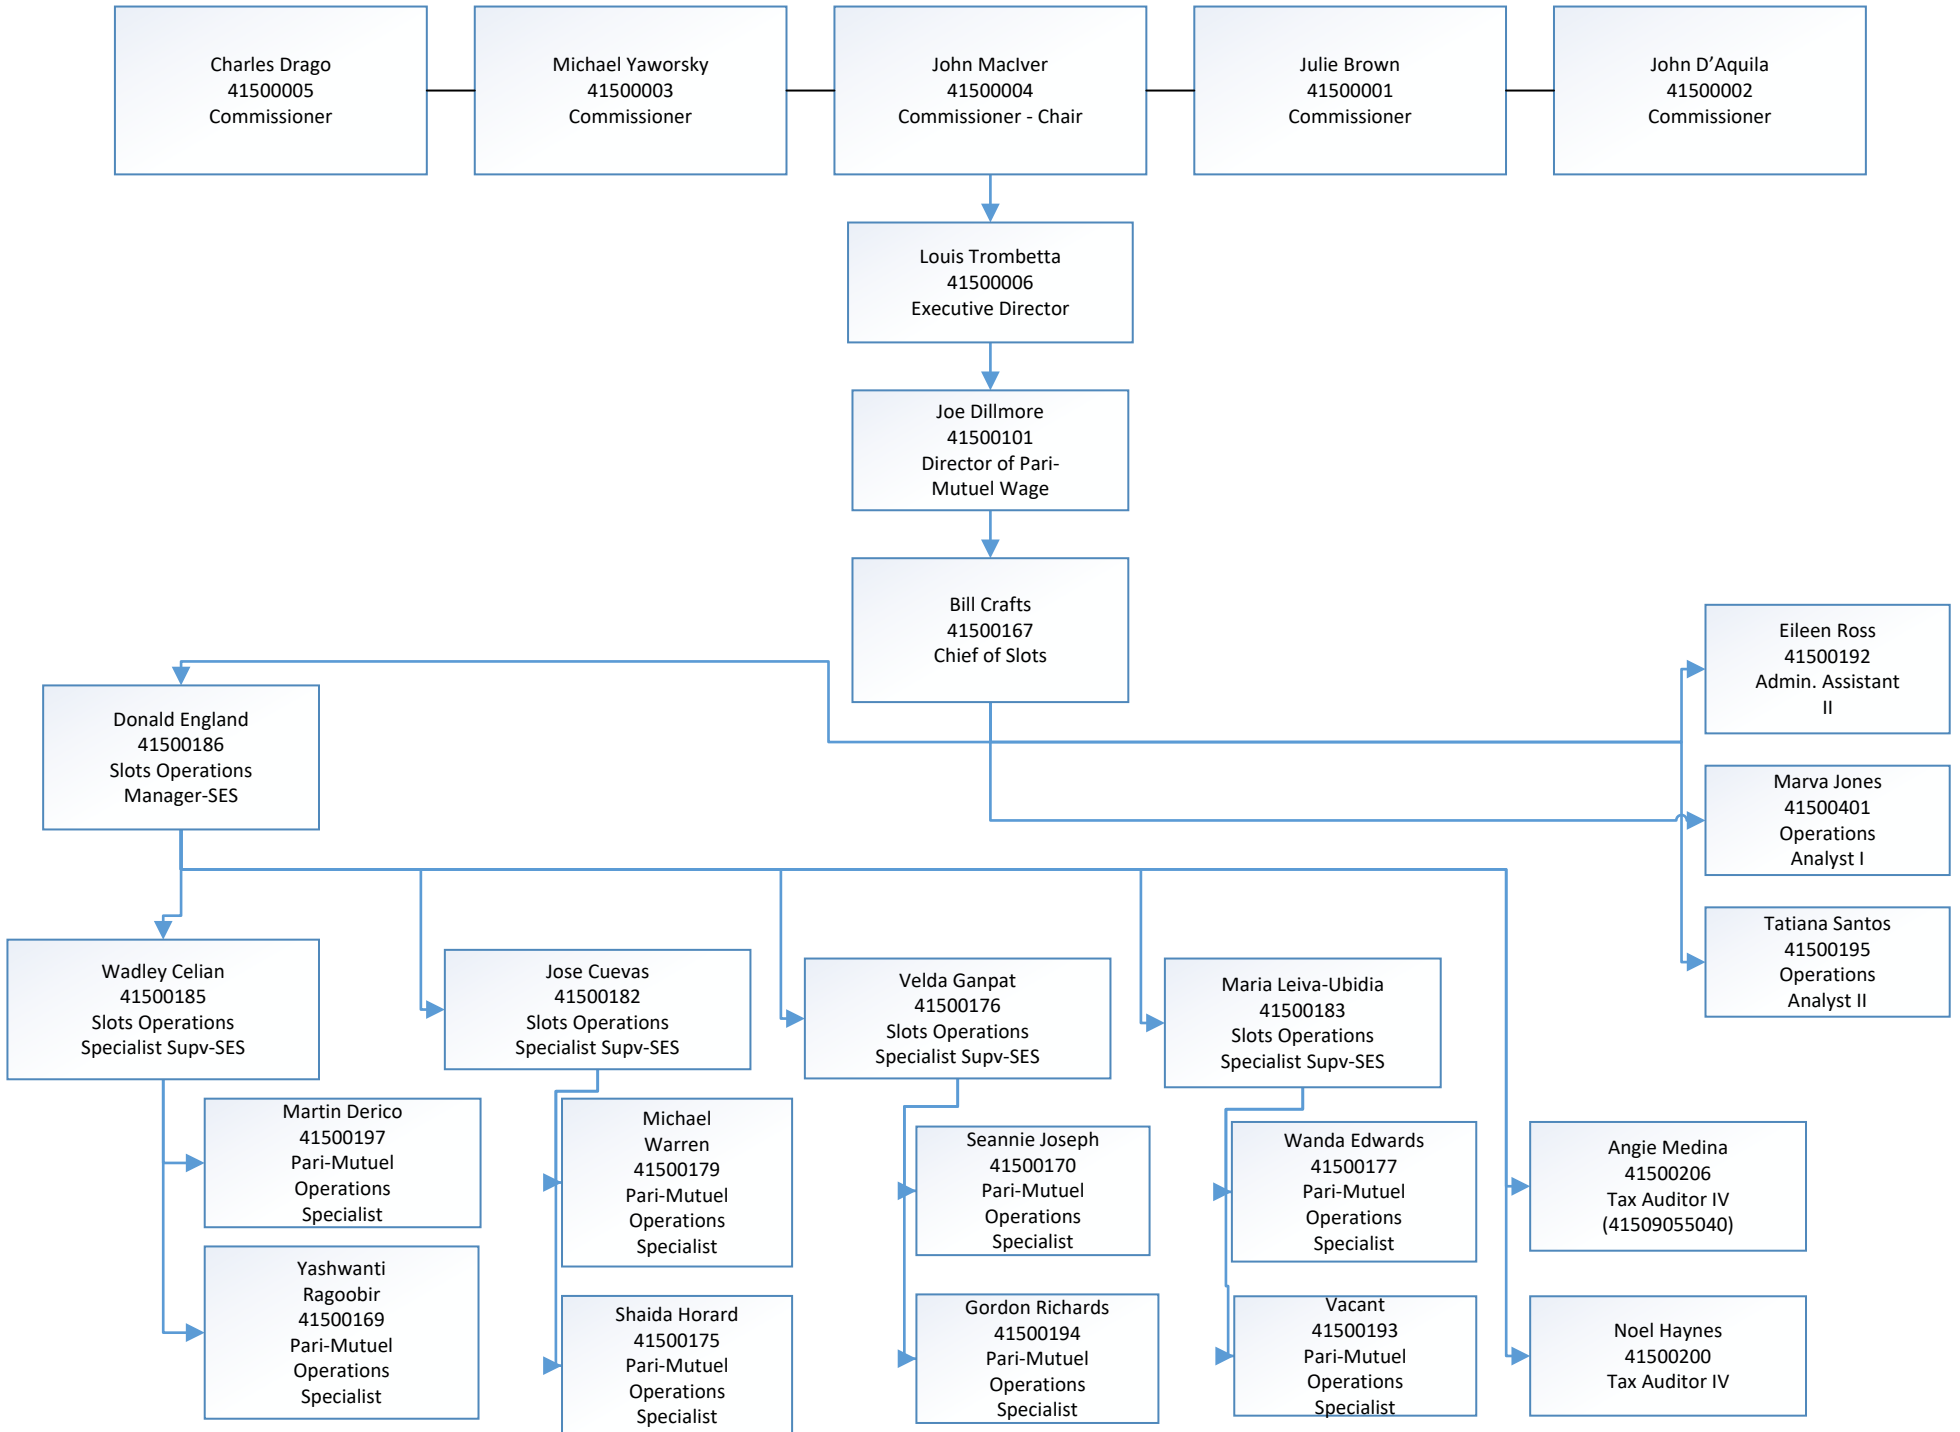 Charles Drago
41500005
Commissioner
Michael Yaworsky
41500003
Commissioner
John MacIver
41500004
Commissioner - Chair
Julie Brown
41500001
Commissioner
John D’Aquila
41500002
Commissioner
Louis Trombetta
41500006
Executive Director
Joe Dillmore
41500101
Director of Pari-
Mutuel Wage
Bill Crafts
41500167
Chief of Slots
Eileen Ross
41500192
Admin. Assistant
II
Donald England
41500186
Slots Operations
Manager-SES
Marva Jones
41500401
Operations
Analyst I
Tatiana Santos
41500195
Operations
Analyst II
Wadley Celian
41500185
Slots Operations
Specialist Supv-SES
Jose Cuevas
41500182
Slots Operations
Specialist Supv-SES
Velda Ganpat
41500176
Slots Operations
Specialist Supv-SES
Maria Leiva-Ubidia
41500183
Slots Operations
Specialist Supv-SES
Martin Derico
41500197
Pari-Mutuel
Operations
Specialist
Michael
Warren
41500179
Pari-Mutuel
Operations
Specialist
Seannie Joseph
41500170
Pari-Mutuel
Operations
Specialist
Wanda Edwards
41500177
Pari-Mutuel
Operations
Specialist
Angie Medina
41500206
Tax Auditor IV
(41509055040)
Yashwanti
Ragoobir
41500169
Pari-Mutuel
Operations
Specialist
Shaida Horard
41500175
Pari-Mutuel
Operations
Specialist
Gordon Richards
41500194
Pari-Mutuel
Operations
Specialist
Vacant
41500193
Pari-Mutuel
Operations
Specialist
Noel Haynes
41500200
Tax Auditor IV